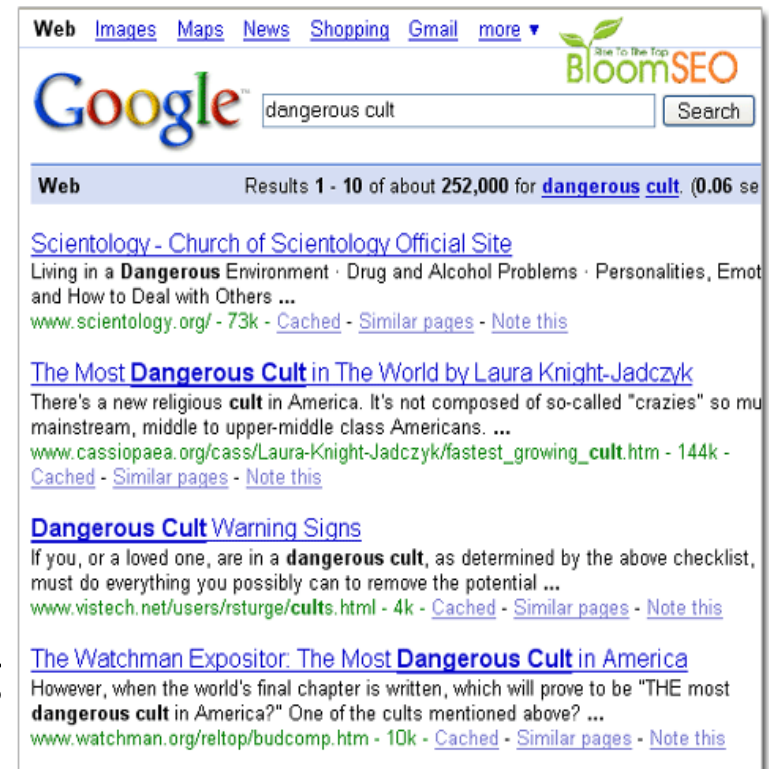 Web Images Maps News Shopping Gmail more ▼
Rise To The Top
BloomSEO
Google™ dangerous cult Search
Web Results 1 - 10 of about 252,000 for dangerous cult. (0.06 se
Scientology - Church of Scientology Official Site
Living in a Dangerous Environment · Drug and Alcohol Problems · Personalities, Emot
and How to Deal with Others ...
www.scientology.org/ - 73k - Cached - Similar pages - Note this
The Most Dangerous Cult in The World by Laura Knight-Jadczyk
There's a new religious cult in America. It's not composed of so-called "crazies" so mu
mainstream, middle to upper-middle class Americans. ...
www.cassiopaea.org/cass/Laura-Knight-Jadczyk/fastest_growing_cult.htm - 144k -
Cached - Similar pages - Note this
Dangerous Cult Warning Signs
If you, or a loved one, are in a dangerous cult, as determined by the above checklist,
must do everything you possibly can to remove the potential ...
www.vistech.net/users/rsturge/cults.html - 4k - Cached - Similar pages - Note this
The Watchman Expositor: The Most Dangerous Cult in America
However, when the world's final chapter is written, which will prove to be "THE most
dangerous cult in America?" One of the cults mentioned above? ...
www.watchman.org/reltop/budcomp.htm - 10k - Cached - Similar pages - Note this